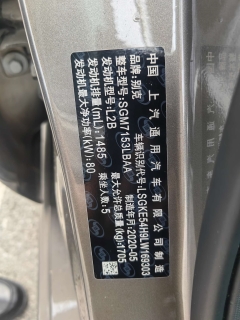 中国·上汽通用汽车有限公司制造
品牌:别克 车辆识别代号:LSGKE54H9LW169303
整车型号:SGM7153LBAA 制造年月:2020-05
发动机型号:L2B 最大允许总质量(kg):1705
发动机排量(mL):1485 乘坐人数:5
发动机最大净功率(kW):80